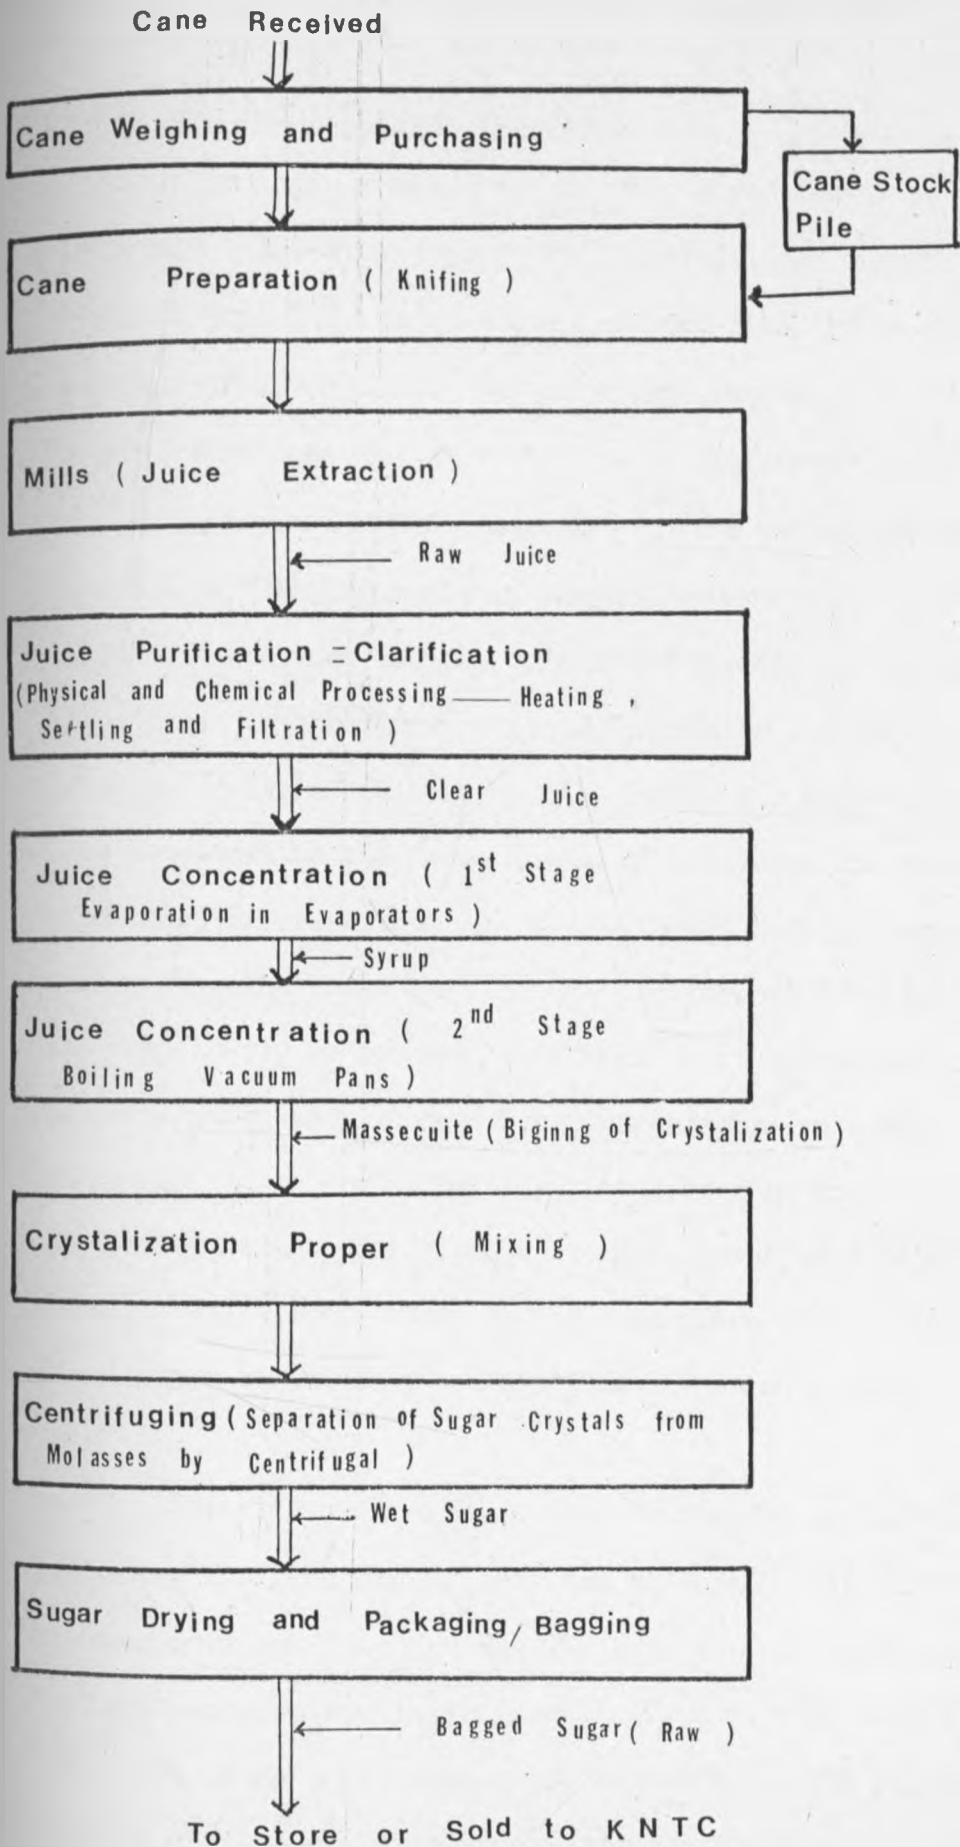 Cane Received
Cane Weighing and Purchasing
Cane Stock
Pile
Cane Preparation ( Knifing )
Mills ( Juice Extraction )
Raw Juice
Juice Purification = Clarification
(Physical and Chemical Processing — Heating ,
Settling and Filtration )
Clear Juice
Juice Concentration ( 1st Stage
Evaporation in Evaporators )
Syrup
Juice Concentration ( 2nd Stage
Boiling Vacuum Pans )
Massecuite ( Biginng of Crystalization )
Crystalization Proper ( Mixing )
Centrifuging ( Separation of Sugar Crystals from
Molasses by Centrifugal )
Wet Sugar
Sugar Drying and Packaging / Bagging
Bagged Sugar ( Raw )
To Store or Sold to KNTC